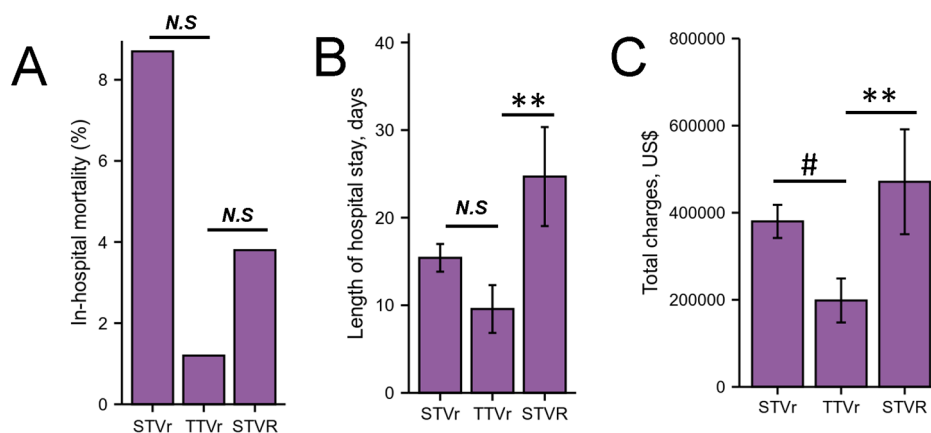 A
In-hospital mortality (%)
8
6
4
2
0
N.S
N.S
STVr TTVr STVR
B
Length of hospital stay, days
40
30
20
10
0
N.S
**
STVr TTVr STVR
C
Total charges, US$
800000
600000
400000
200000
0
#
**
STVr TTVr STVR